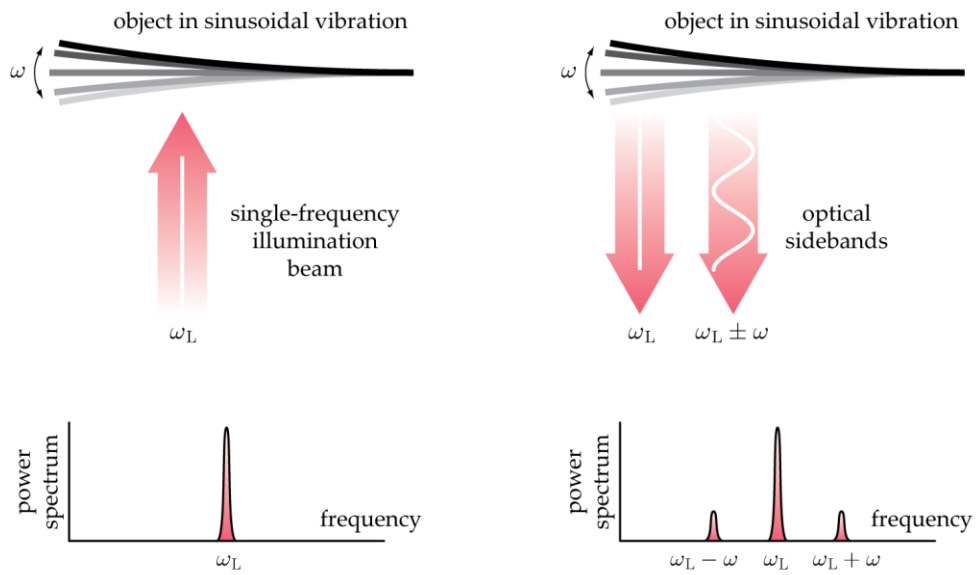 object in sinusoidal vibration
ω
single-frequency
illumination
beam
ω_L
power
spectrum
frequency
ω_L
object in sinusoidal vibration
ω
optical
sidebands
ω_L
ω_L ± ω
power
spectrum
frequency
ω_L − ω
ω_L
ω_L + ω